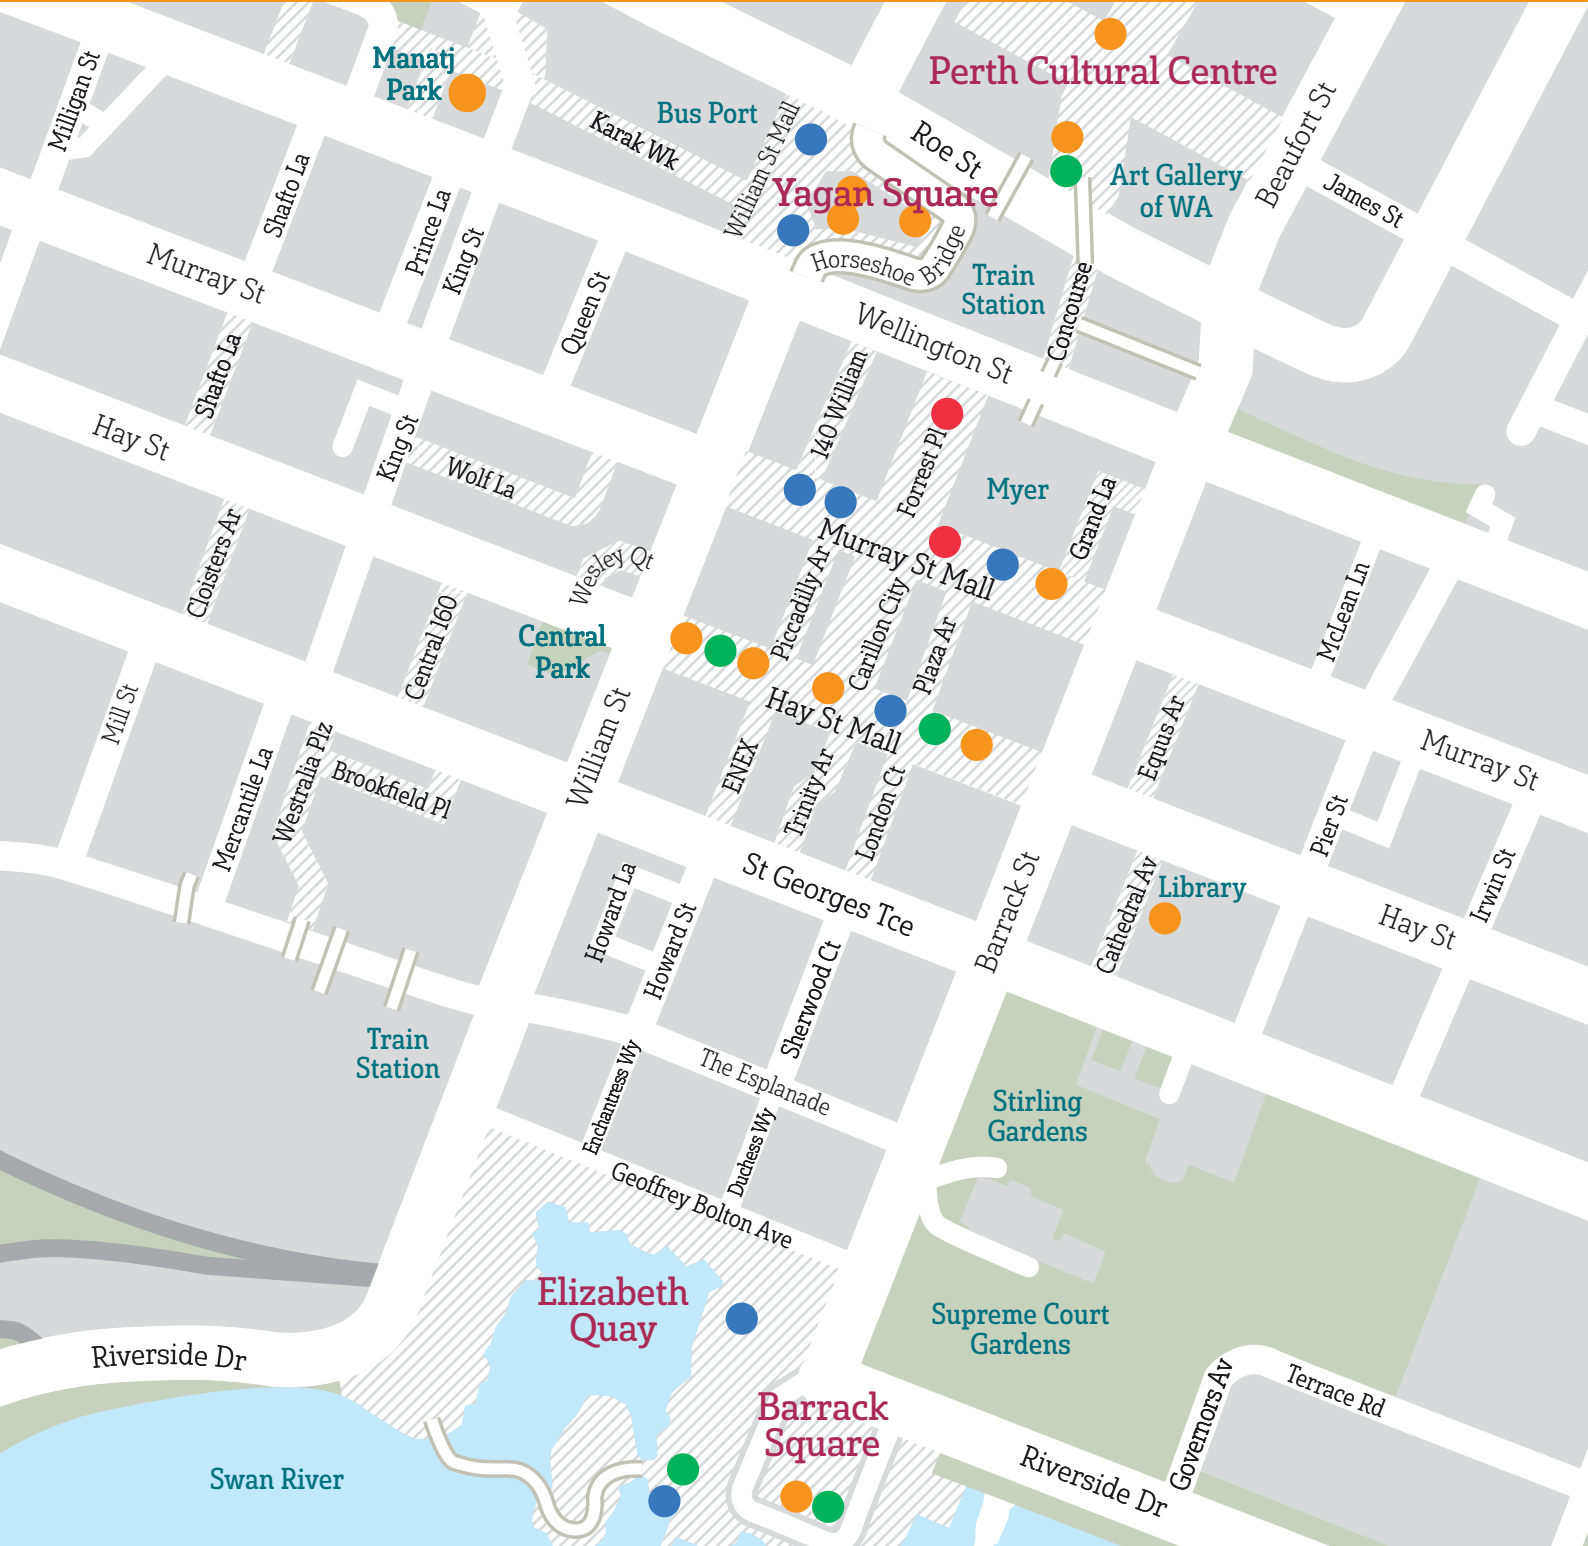 Manatj
Park
Bus Port
Perth Cultural Centre
Milligan St
Karak Wk
William St Mall
Roe St
Beaufort St
Art Gallery
of WA
James St
Yagan Square
Shafto La
Prince La
King St
Murray St
Horseshoe Bridge
Train
Station
Concourse
Queen St
Wellington St
Shafto La
140 William
Hay St
King St
Wolf La
Forrest Pl
Myer
Grand La
Cloisters Ar
Wesley Qt
Murray St Mall
Piccadilly Ar
Carillon City
Plaza Ar
McLean Ln
Central 160
Central
Park
Mill St
William St
Hay St Mall
Equus Ar
Murray St
Mercantile La
Westralia Plz
Brookfield Pl
ENEX
Trinity Ar
London Ct
Pier St
St Georges Tce
Howard La
Howard St
Barrack St
Cathedral Av
Library
Hay St
Irwin St
Sherwood Ct
Train
Station
Enchantress Wy
The Esplanade
Duchess Wy
Stirling
Gardens
Geoffrey Bolton Ave
Elizabeth
Quay
Supreme Court
Gardens
Riverside Dr
Barrack
Square
Governors Av
Terrace Rd
Swan River
Riverside Dr